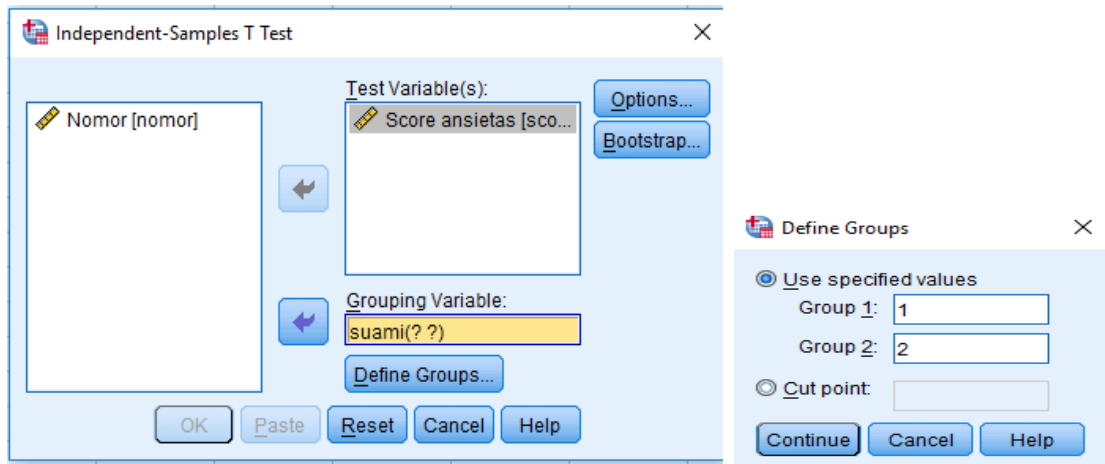 Independent-Samples T Test
Test Variable(s):
Nomor [nomor]
Score ansietas [sco...
Options...
Bootstrap...
Grouping Variable:
suami(? ?)
Define Groups...
OK Paste Reset Cancel Help
Define Groups
Use specified values
Group 1: 1
Group 2: 2
Cut point:
Continue Cancel Help